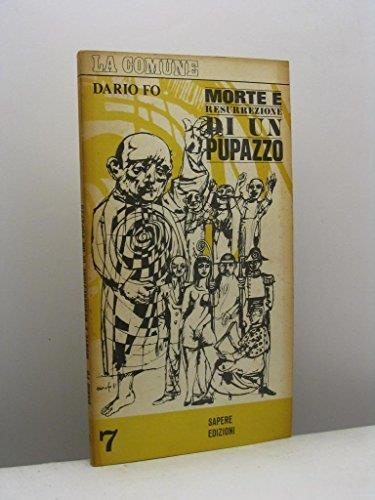 LA COMUNE
DARIO FO
MORTE E
RESURREZIONE
DI UN
PUPAZZO
7
SAPERE
EDIZIONI